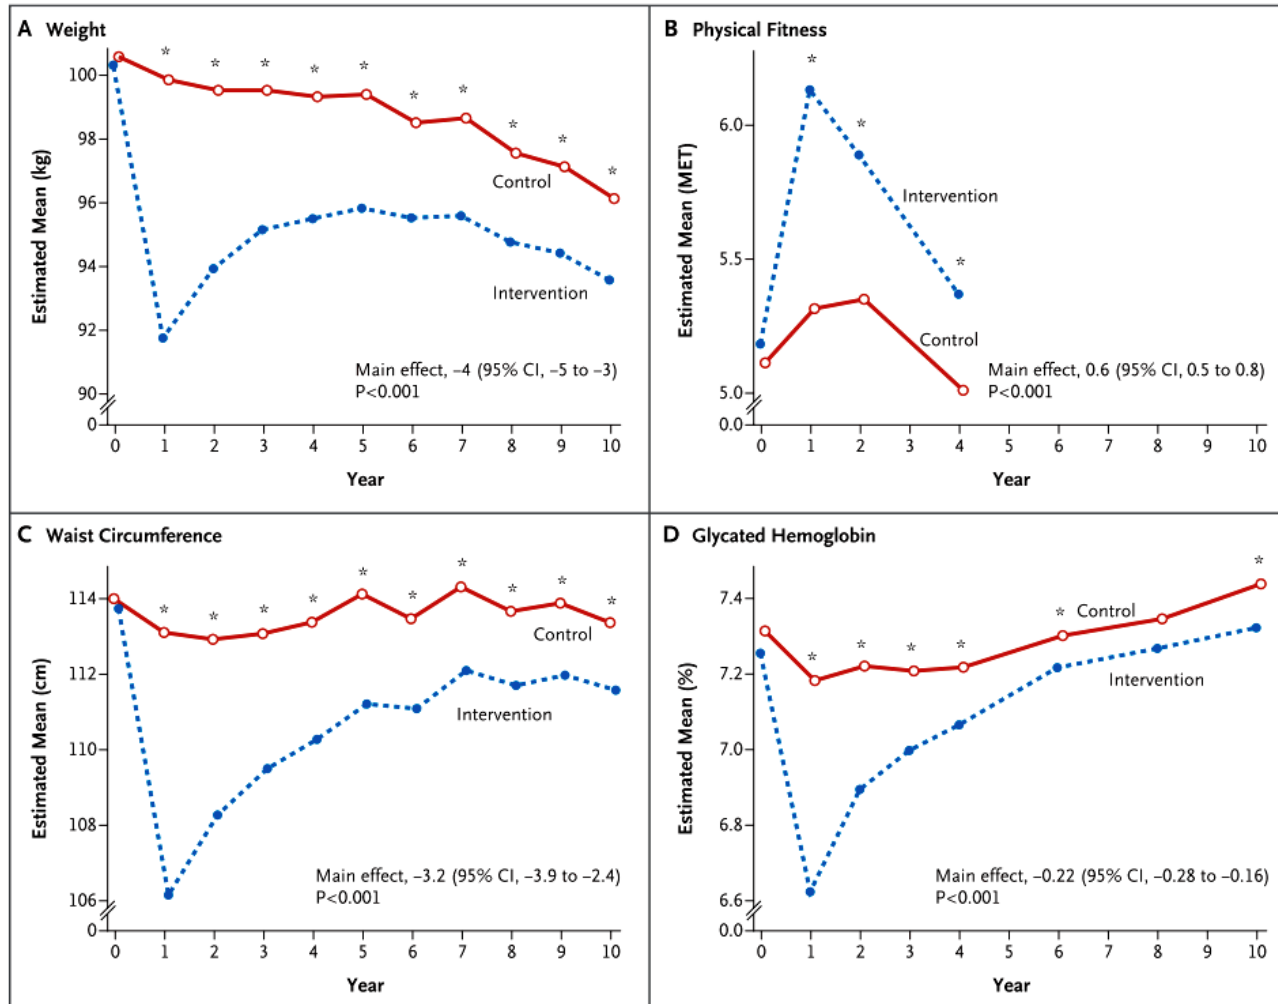 A Weight
*
*
*
*
*
*
*
*
*
*
100
98
96
94
92
90
0
Estimated Mean (kg)
Control
Intervention
Main effect, –4 (95% CI, –5 to –3)
P<0.001
0 1 2 3 4 5 6 7 8 9 10
Year
B Physical Fitness
*
*
*
6.0
5.5
5.0
0.0
Estimated Mean (MET)
Intervention
Control
Main effect, 0.6 (95% CI, 0.5 to 0.8)
P<0.001
0 1 2 3 4 5 6 7 8 9 10
Year
C Waist Circumference
*
*
*
*
*
*
*
*
*
*
114
112
110
108
106
0
Estimated Mean (cm)
Control
Intervention
Main effect, –3.2 (95% CI, –3.9 to –2.4)
P<0.001
0 1 2 3 4 5 6 7 8 9 10
Year
D Glycated Hemoglobin
*
*
*
*
*
*
7.4
7.2
7.0
6.8
6.6
0.0
Estimated Mean (%)
Control
Intervention
Main effect, –0.22 (95% CI, –0.28 to –0.16)
P<0.001
0 1 2 3 4 5 6 7 8 9 10
Year